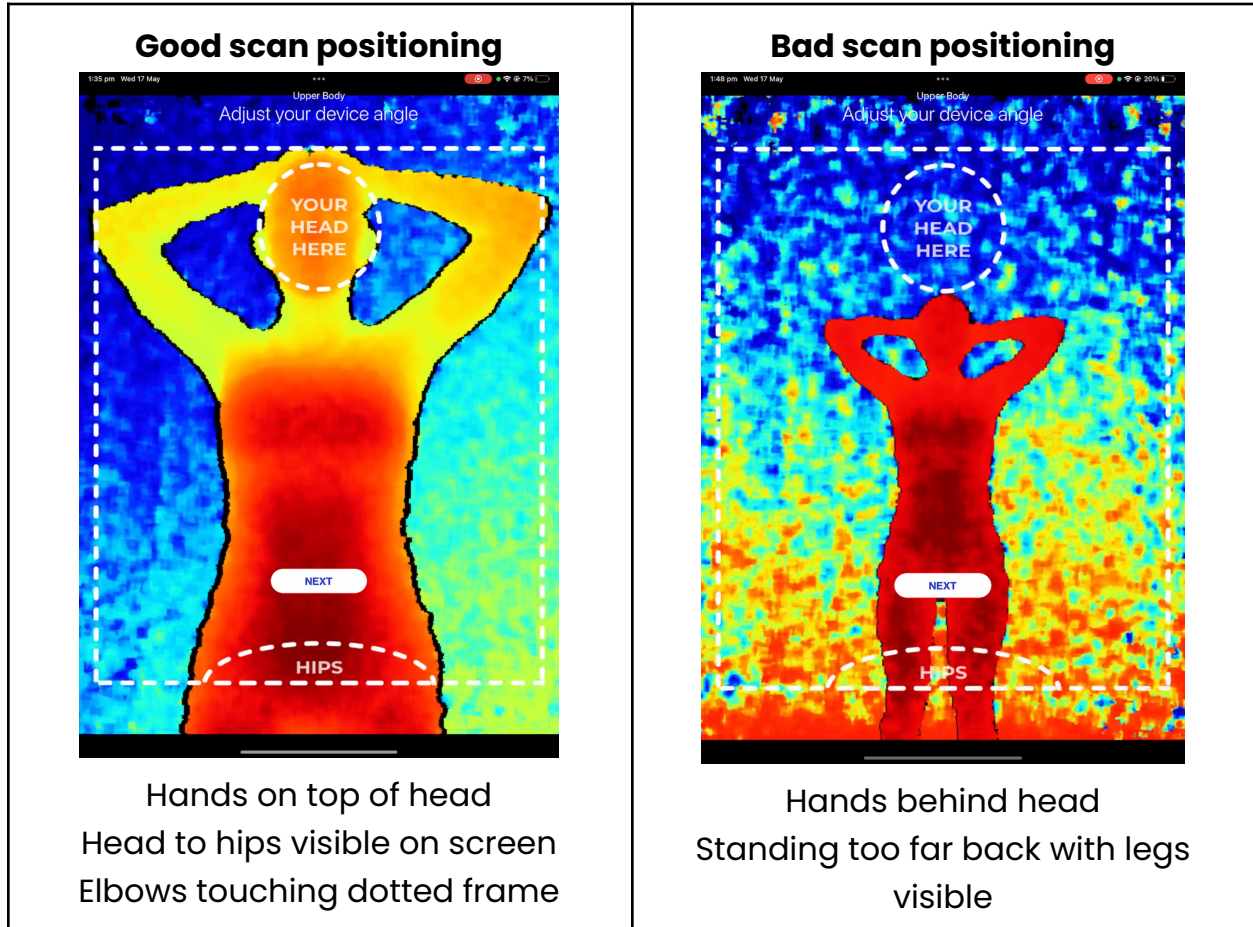 Good scan positioning
1:35 pm Wed 17 May
7%
Upper Body
Adjust your device angle
YOUR
HEAD
HERE
NEXT
HIPS
Hands on top of head
Head to hips visible on screen
Elbows touching dotted frame
Bad scan positioning
1:48 pm Wed 17 May
20%
Upper Body
Adjust your device angle
YOUR
HEAD
HERE
NEXT
HIPS
Hands behind head
Standing too far back with legs
visible